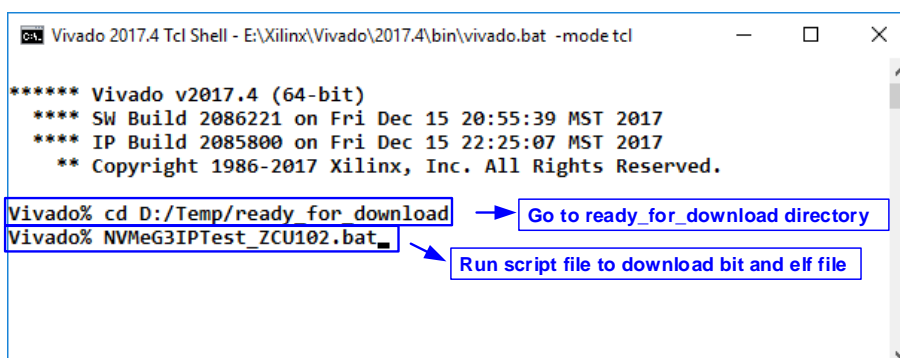 Vivado 2017.4 Tcl Shell - E:\Xilinx\Vivado\2017.4\bin\vivado.bat -mode tcl
****** Vivado v2017.4 (64-bit)
**** SW Build 2086221 on Fri Dec 15 20:55:39 MST 2017
**** IP Build 2085800 on Fri Dec 15 22:25:07 MST 2017
** Copyright 1986-2017 Xilinx, Inc. All Rights Reserved.
Vivado% cd D:/Temp/ready_for_download
Go to ready_for_download directory
Vivado% NVMeG3IPTest_ZCU102.bat
Run script file to download bit and elf file